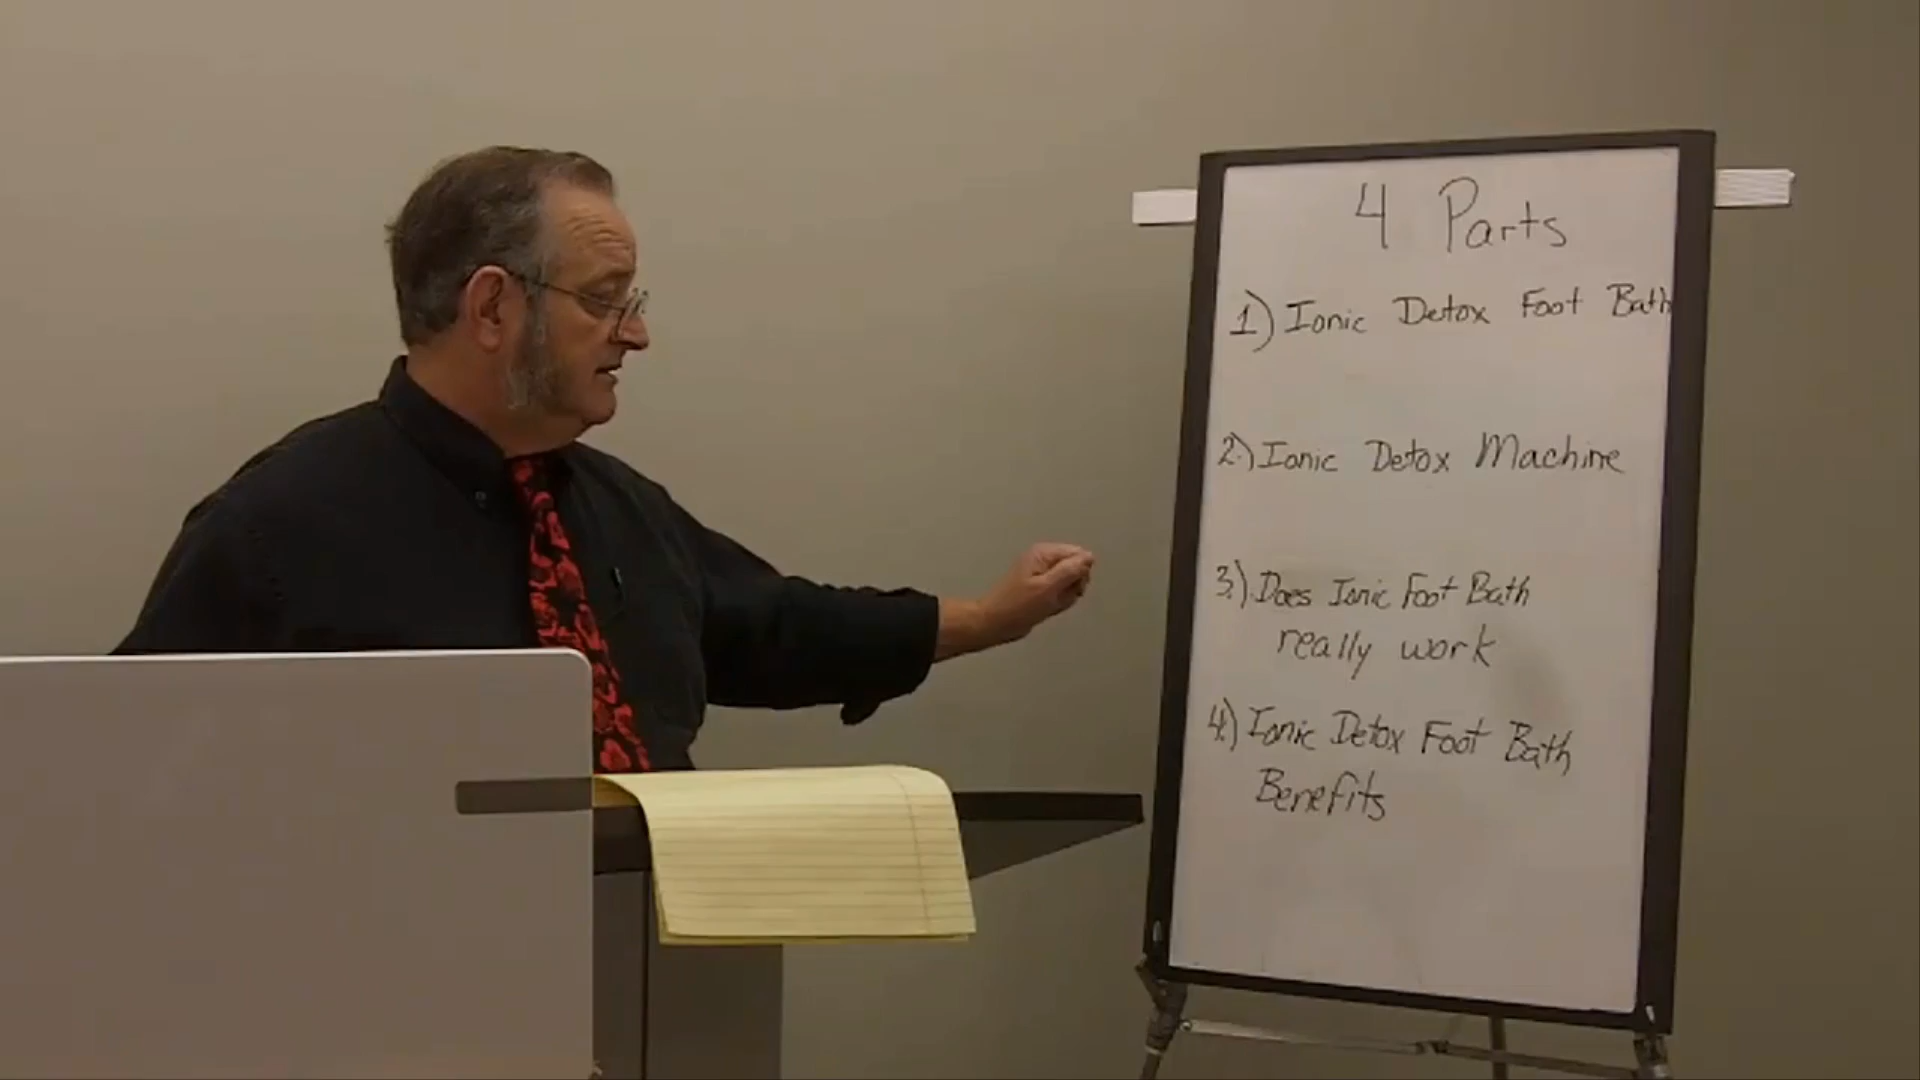 4 Parts
1) Ionic Detox Foot Bath
2.) Ionic Detox Machine
3.) Does Ionic Foot Bath
really work
4.) Ionic Detox Foot Bath
Benefits